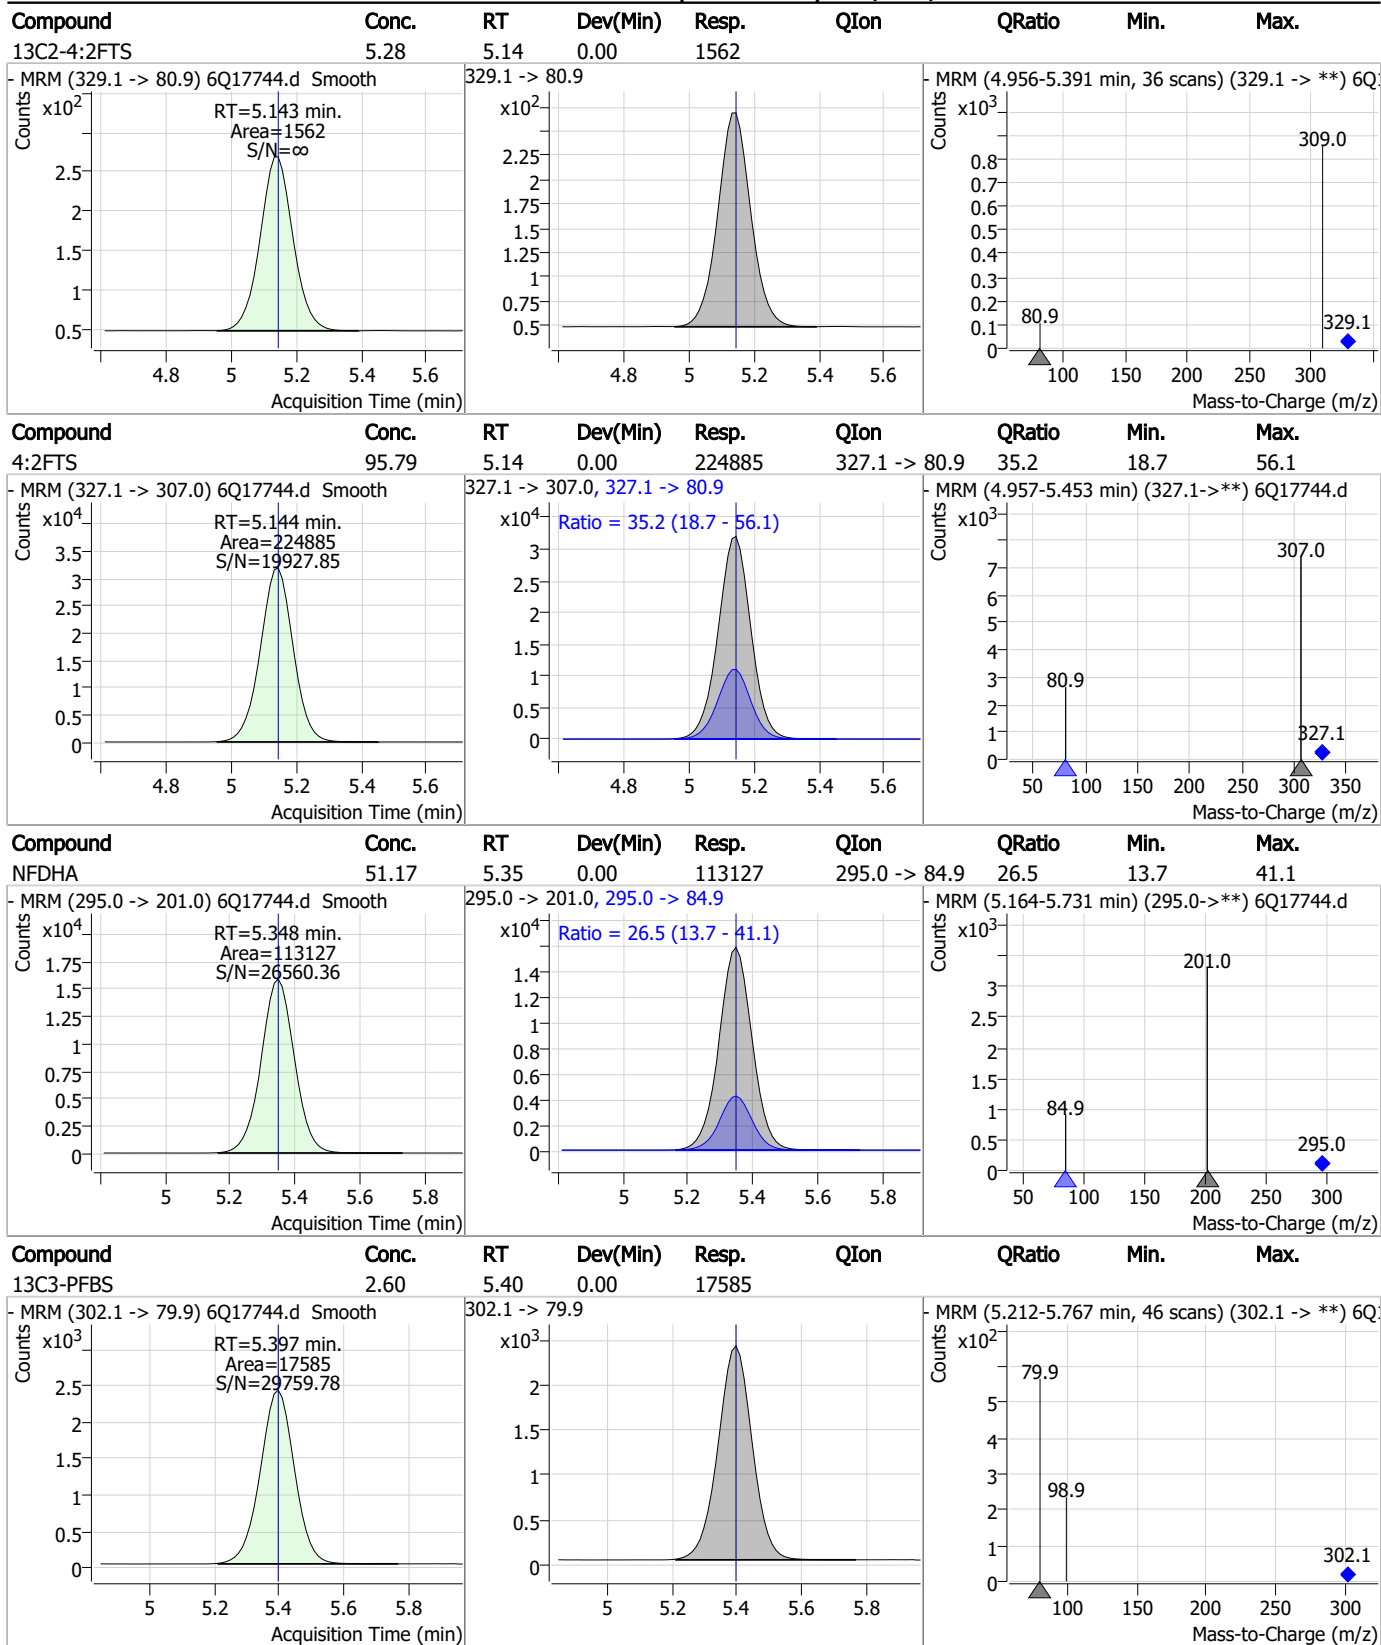 Compound Conc. RT Dev(Min) Resp. QIon QRatio Min. Max.
13C2-4:2FTS 5.28 5.14 0.00 1562
- MRM (329.1 -> 80.9) 6Q17744.d Smooth
329.1 -> 80.9
- MRM (4.956-5.391 min, 36 scans) (329.1 -> **) 6Q1
Counts
x10²
RT=5.143 min.
Area=1562
S/N=∞
2.5
2
1.5
1
0.5
4.8 5 5.2 5.4 5.6
Acquisition Time (min)
x10²
2.25
2
1.75
1.5
1.25
1
0.75
0.5
4.8 5 5.2 5.4 5.6
Counts
x10³
309.0
0.8
0.7
0.6
0.5
0.4
0.3
0.2
0.1
0
80.9
329.1
100 150 200 250 300
Mass-to-Charge (m/z)
Compound Conc. RT Dev(Min) Resp. QIon QRatio Min. Max.
4:2FTS 95.79 5.14 0.00 224885 327.1 -> 80.9 35.2 18.7 56.1
- MRM (327.1 -> 307.0) 6Q17744.d Smooth
327.1 -> 307.0, 327.1 -> 80.9
- MRM (4.957-5.453 min) (327.1->**) 6Q17744.d
Counts
x10⁴
RT=5.144 min.
Area=224885
S/N=19927.85
3.5
3
2.5
2
1.5
1
0.5
0
4.8 5 5.2 5.4 5.6
Acquisition Time (min)
x10⁴
Ratio = 35.2 (18.7 - 56.1)
3
2.5
2
1.5
1
0.5
0
4.8 5 5.2 5.4 5.6
Counts
x10³
307.0
7
6
5
4
3
2
1
0
80.9
327.1
50 100 150 200 250 300 350
Mass-to-Charge (m/z)
Compound Conc. RT Dev(Min) Resp. QIon QRatio Min. Max.
NFDHA 51.17 5.35 0.00 113127 295.0 -> 84.9 26.5 13.7 41.1
- MRM (295.0 -> 201.0) 6Q17744.d Smooth
295.0 -> 201.0, 295.0 -> 84.9
- MRM (5.164-5.731 min) (295.0->**) 6Q17744.d
Counts
x10⁴
RT=5.348 min.
Area=113127
S/N=26560.36
1.75
1.5
1.25
1
0.75
0.5
0.25
0
5 5.2 5.4 5.6 5.8
Acquisition Time (min)
x10⁴
Ratio = 26.5 (13.7 - 41.1)
1.4
1.2
1
0.8
0.6
0.4
0.2
0
5 5.2 5.4 5.6 5.8
Counts
x10³
201.0
3
2.5
2
1.5
1
0.5
0
84.9
295.0
50 100 150 200 250 300
Mass-to-Charge (m/z)
Compound Conc. RT Dev(Min) Resp. QIon QRatio Min. Max.
13C3-PFBS 2.60 5.40 0.00 17585
- MRM (302.1 -> 79.9) 6Q17744.d Smooth
302.1 -> 79.9
- MRM (5.212-5.767 min, 46 scans) (302.1 -> **) 6Q1
Counts
x10³
RT=5.397 min.
Area=17585
S/N=29759.78
2.5
2
1.5
1
0.5
0
5 5.2 5.4 5.6 5.8
Acquisition Time (min)
x10³
2
1.5
1
0.5
0
5 5.2 5.4 5.6 5.8
Counts
x10²
79.9
5
4
3
2
1
0
98.9
302.1
100 150 200 250 300
Mass-to-Charge (m/z)